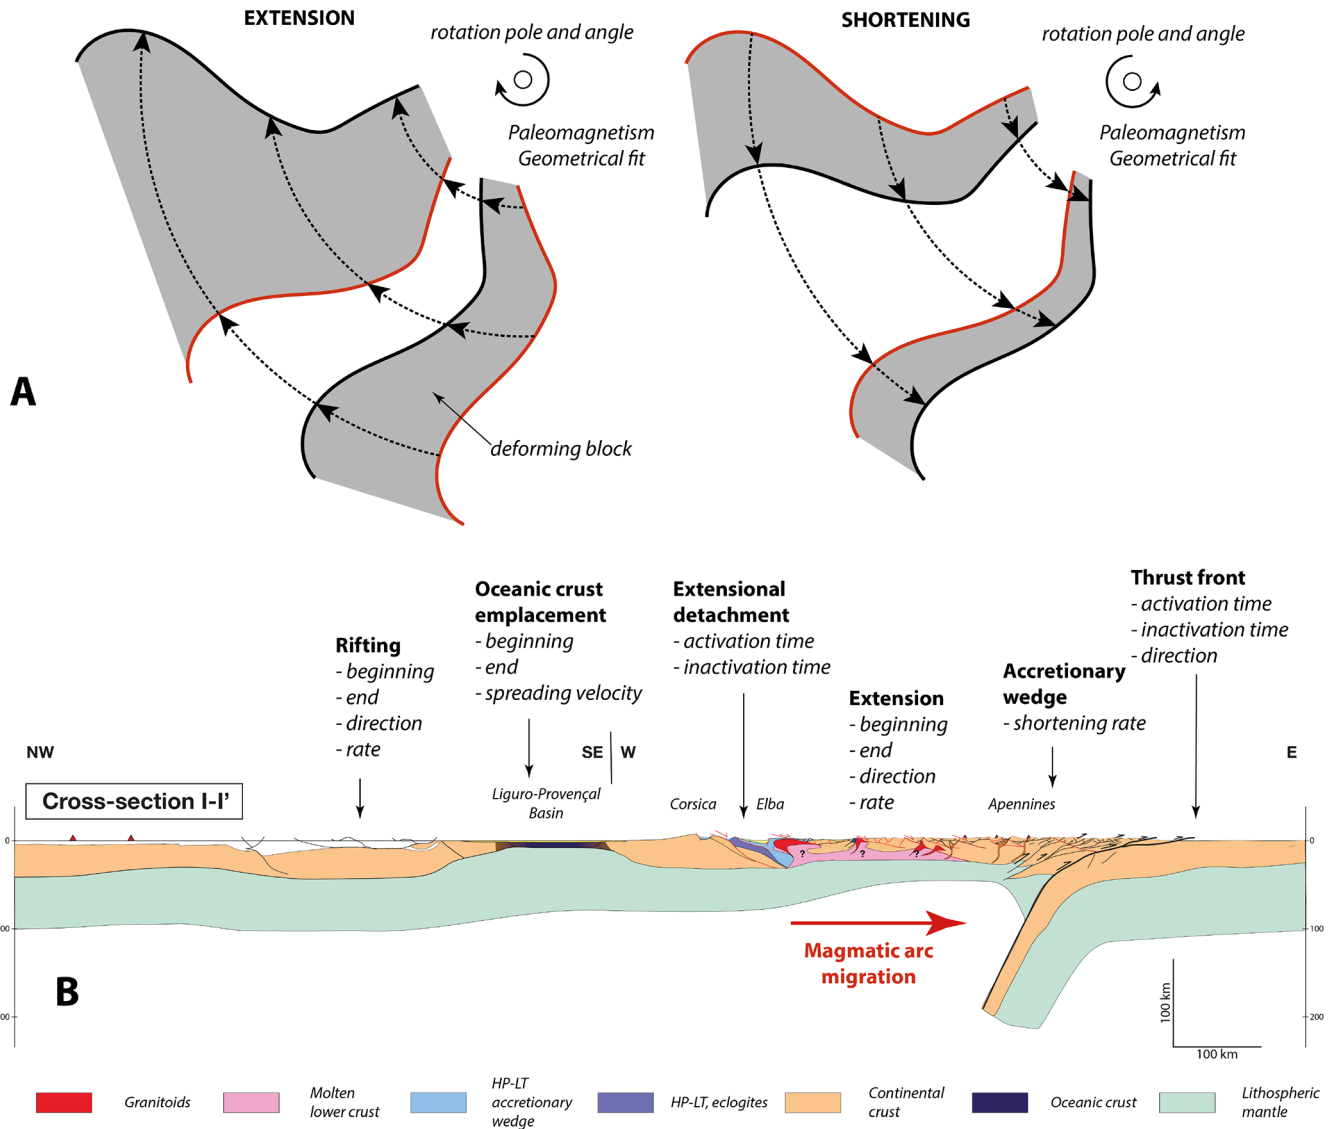 EXTENSION
rotation pole and angle
Paleomagnetism
Geometrical fit
deforming block
SHORTENING
rotation pole and angle
Paleomagnetism
Geometrical fit
A
Rifting
- beginning
- end
- direction
- rate
Oceanic crust
emplacement
- beginning
- end
- spreading velocity
Extensional
detachment
- activation time
- inactivation time
Extension
- beginning
- end
- direction
- rate
Accretionary
wedge
- shortening rate
Thrust front
- activation time
- inactivation time
- direction
NW
SE
W
E
Cross-section I-I'
Liguro-Provençal
Basin
Corsica
Elba
Apennines
0
00
00
0
100
200
?
?
?
Magmatic arc
migration
B
100 km
100 km
Granitoids
Molten
lower crust
HP-LT
accretionary
wedge
HP-LT, eclogites
Continental
crust
Oceanic crust
Lithospheric
mantle